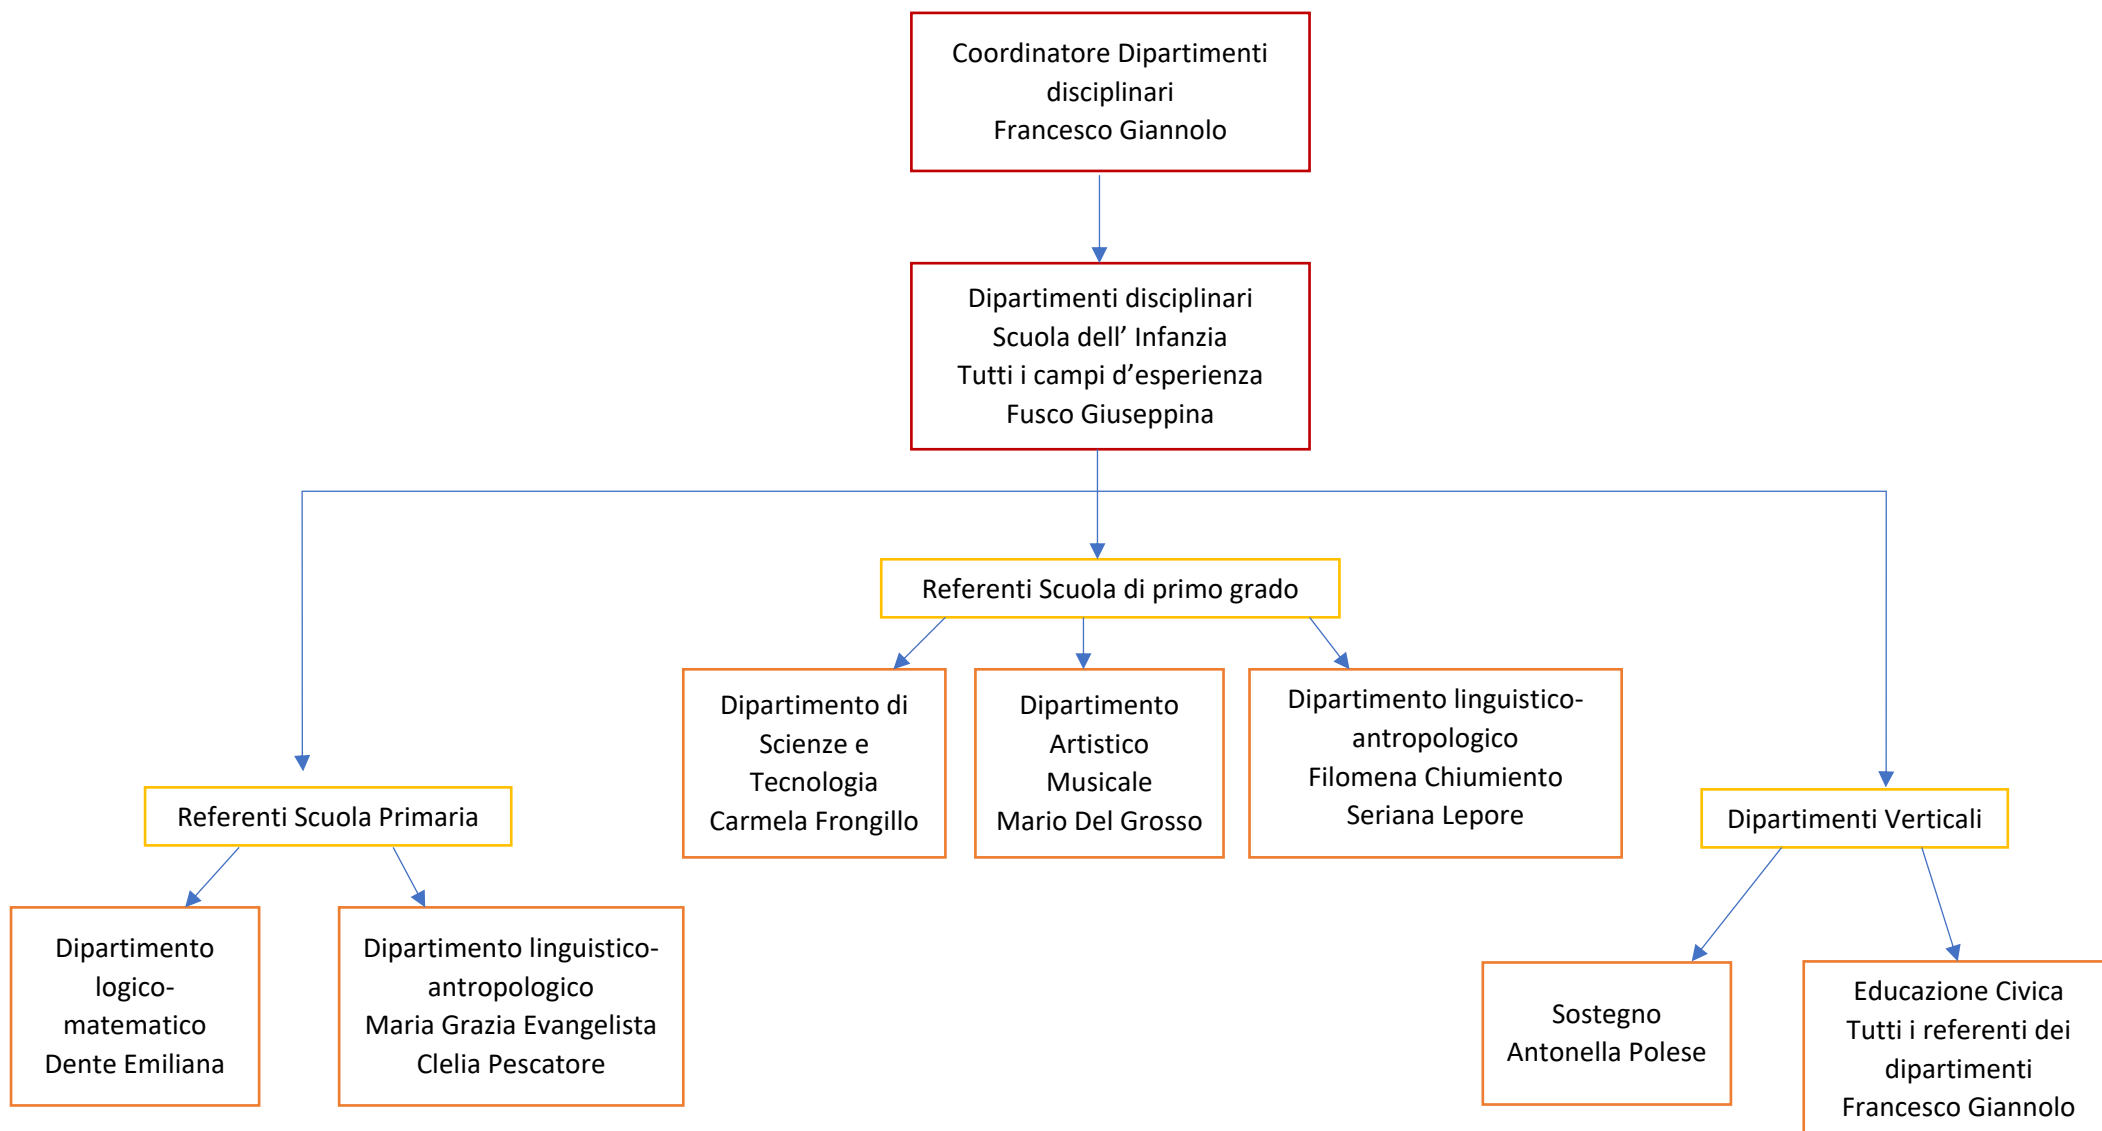 Coordinatore Dipartimenti
disciplinari
Francesco Giannolo
Dipartimenti disciplinari
Scuola dell’ Infanzia
Tutti i campi d’esperienza
Fusco Giuseppina
Referenti Scuola di primo grado
Dipartimento di
Scienze e
Tecnologia
Carmela Frongillo
Dipartimento
Artistico
Musicale
Mario Del Grosso
Dipartimento linguistico-
antropologico
Filomena Chiumiento
Seriana Lepore
Referenti Scuola Primaria
Dipartimento
logico-
matematico
Dente Emiliana
Dipartimento linguistico-
antropologico
Maria Grazia Evangelista
Clelia Pescatore
Dipartimenti Verticali
Sostegno
Antonella Polese
Educazione Civica
Tutti i referenti dei
dipartimenti
Francesco Giannolo